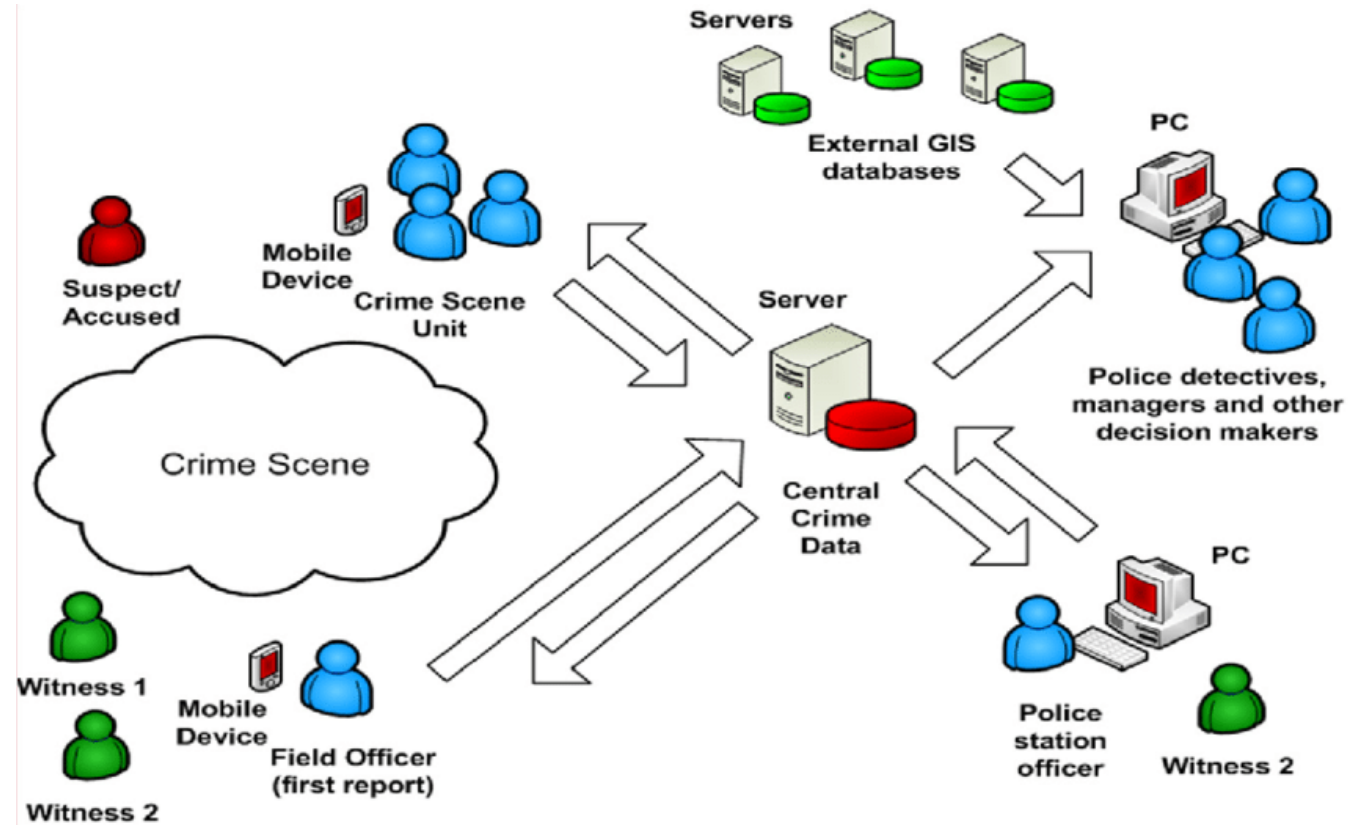 Servers
External GIS
databases
PC
Mobile
Device
Suspect/
Accused
Crime Scene
Unit
Server
Police detectives,
managers and other
decision makers
Crime Scene
Central
Crime
Data
PC
Witness 1
Mobile
Device
Field Officer
(first report)
Police
station
officer
Witness 2
Witness 2